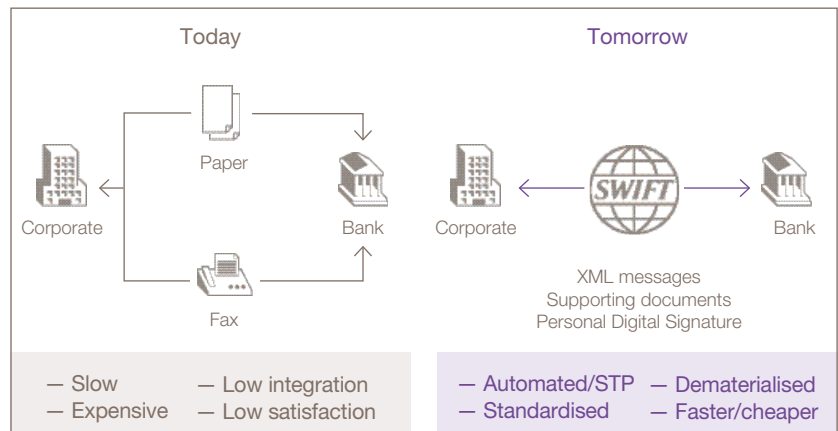 Today
Paper
Corporate
Bank
Fax
— Slow
— Expensive
— Low integration
— Low satisfaction
Tomorrow
SWIFT
Corporate
Bank
XML messages
Supporting documents
Personal Digital Signature
— Automated/STP
— Standardised
— Dematerialised
— Faster/cheaper